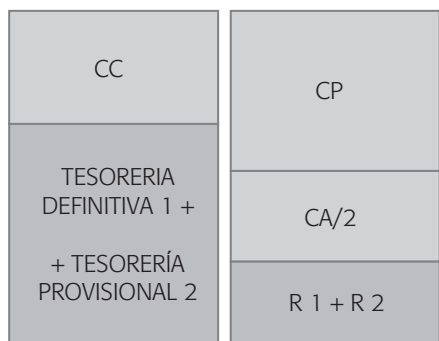 CC
TESORERIA
DEFINITIVA 1 +
+ TESORERÍA
PROVISIONAL 2
CP
CA/2
R 1 + R 2